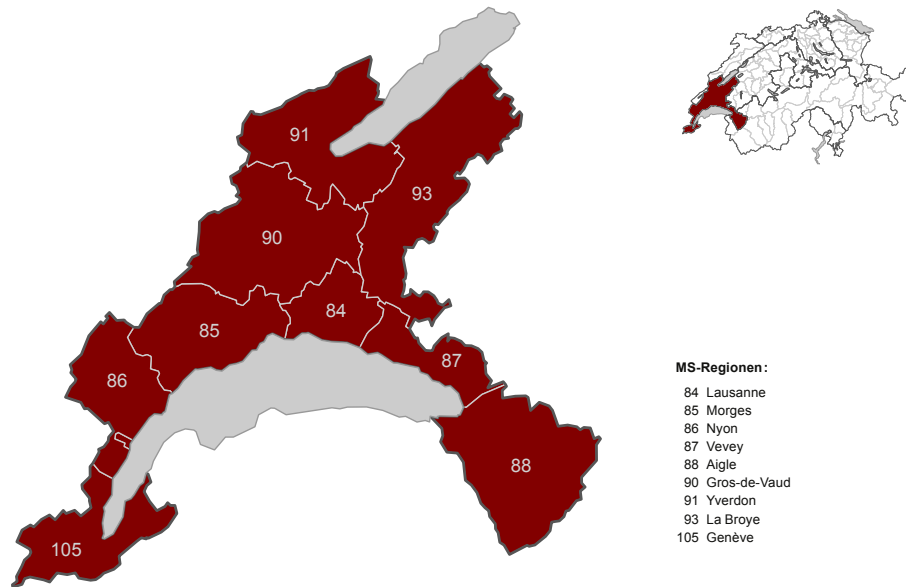 91
93
90
84
85
87
86
88
105
MS-Regionen:
84 Lausanne
85 Morges
86 Nyon
87 Vevey
88 Aigle
90 Gros-de-Vaud
91 Yverdon
93 La Broye
105 Genève